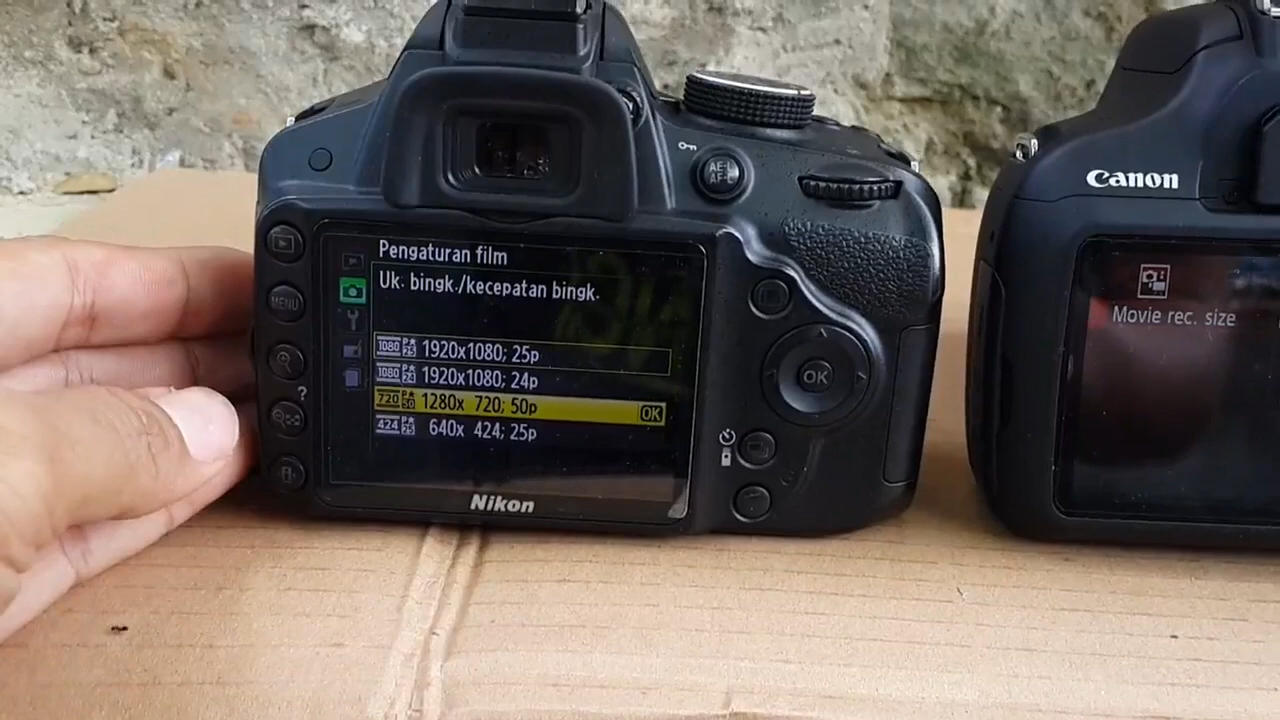 AE-L
AF-L
MENU
?
Pengaturan film
Uk. bingk./kecepatan bingk.
1080 25 1920x1080; 25p
1080 24 1920x1080; 24p
720 50 1280x 720; 50p OK
424 25 640x 424; 25p
OK
Nikon
Canon
Movie rec. size